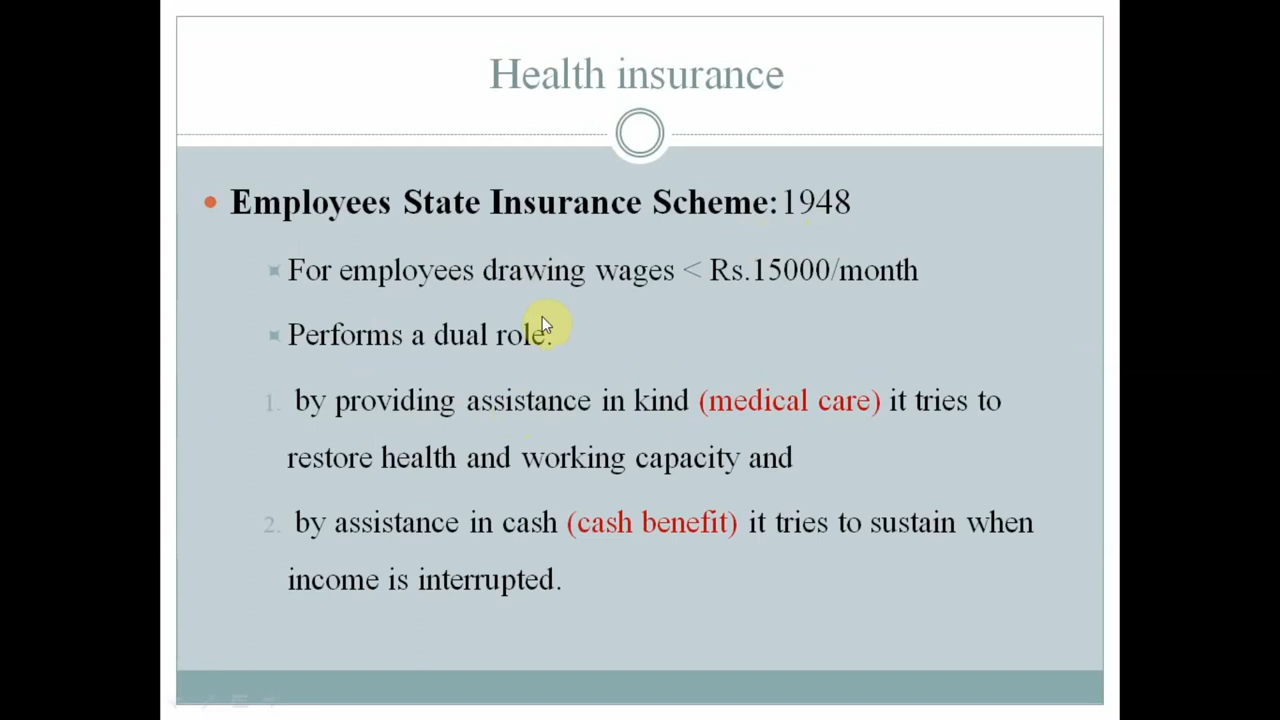 Health insurance
Employees State Insurance Scheme:1948
For employees drawing wages < Rs.15000/month
Performs a dual role:
1. by providing assistance in kind (medical care) it tries to
restore health and working capacity and
2. by assistance in cash (cash benefit) it tries to sustain when
income is interrupted.